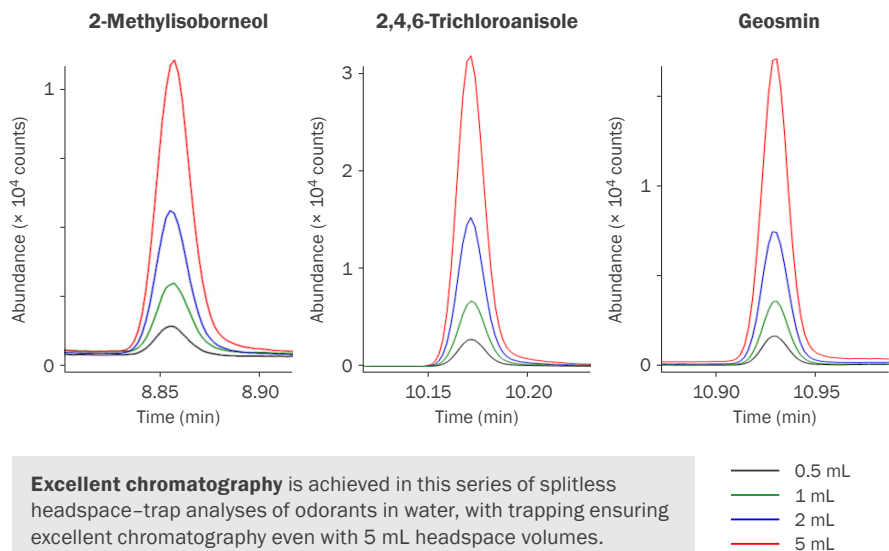 2-Methylisoborneol
Abundance (× 10⁴ counts)
1
0
8.85
8.90
Time (min)
2,4,6-Trichloroanisole
Abundance (× 10⁴ counts)
3
2
1
0
10.15
10.20
Time (min)
Geosmin
Abundance (× 10⁴ counts)
1
0
10.90
10.95
Time (min)
Excellent chromatography is achieved in this series of splitless
headspace–trap analyses of odorants in water, with trapping ensuring
excellent chromatography even with 5 mL headspace volumes.
0.5 mL
1 mL
2 mL
5 mL